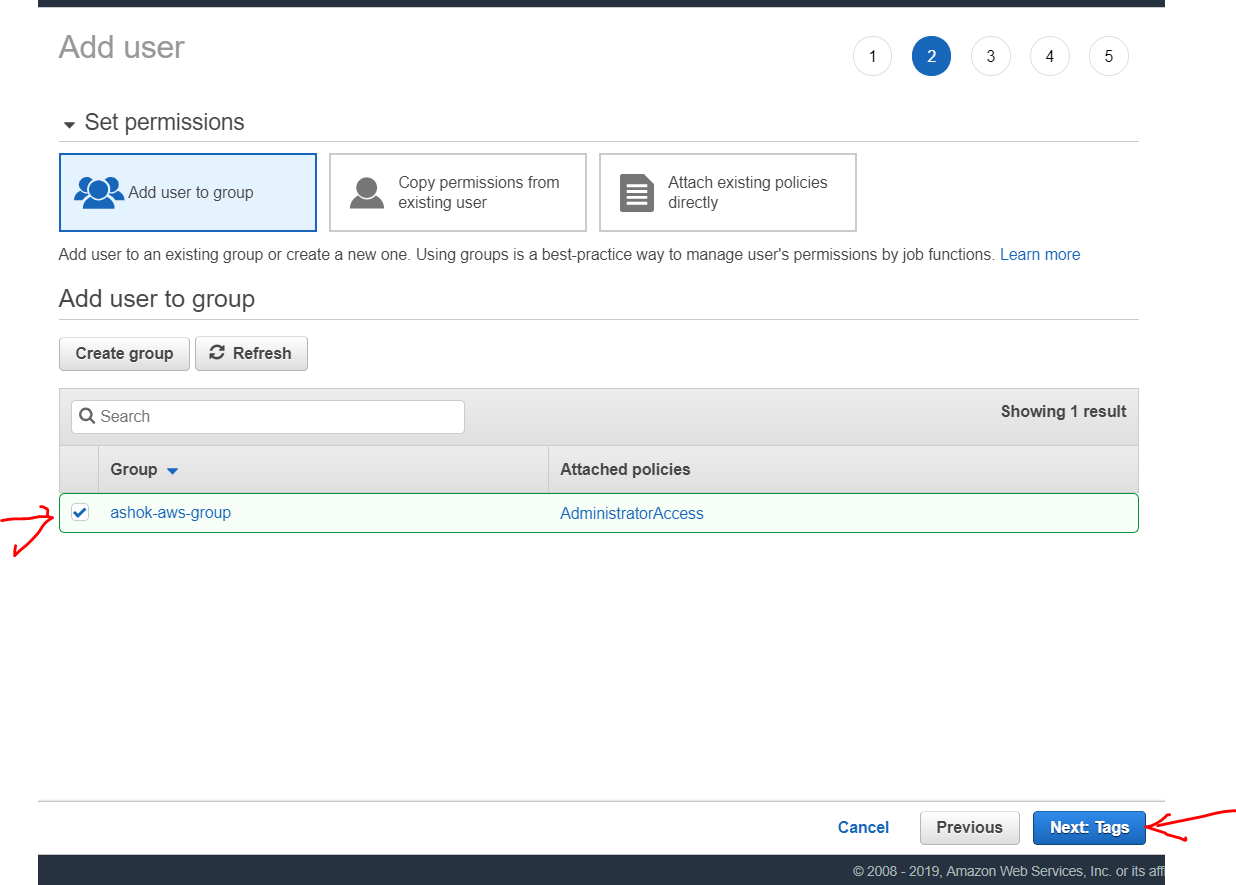 Add user
1 2 3 4 5
Set permissions
Add user to group
Copy permissions from
existing user
Attach existing policies
directly
Add user to an existing group or create a new one. Using groups is a best-practice way to manage user's permissions by job functions. Learn more
Add user to group
Create group Refresh
Search Showing 1 result
Group Attached policies
ashok-aws-group AdministratorAccess
Cancel Previous Next: Tags
© 2008 - 2019, Amazon Web Services, Inc. or its aff